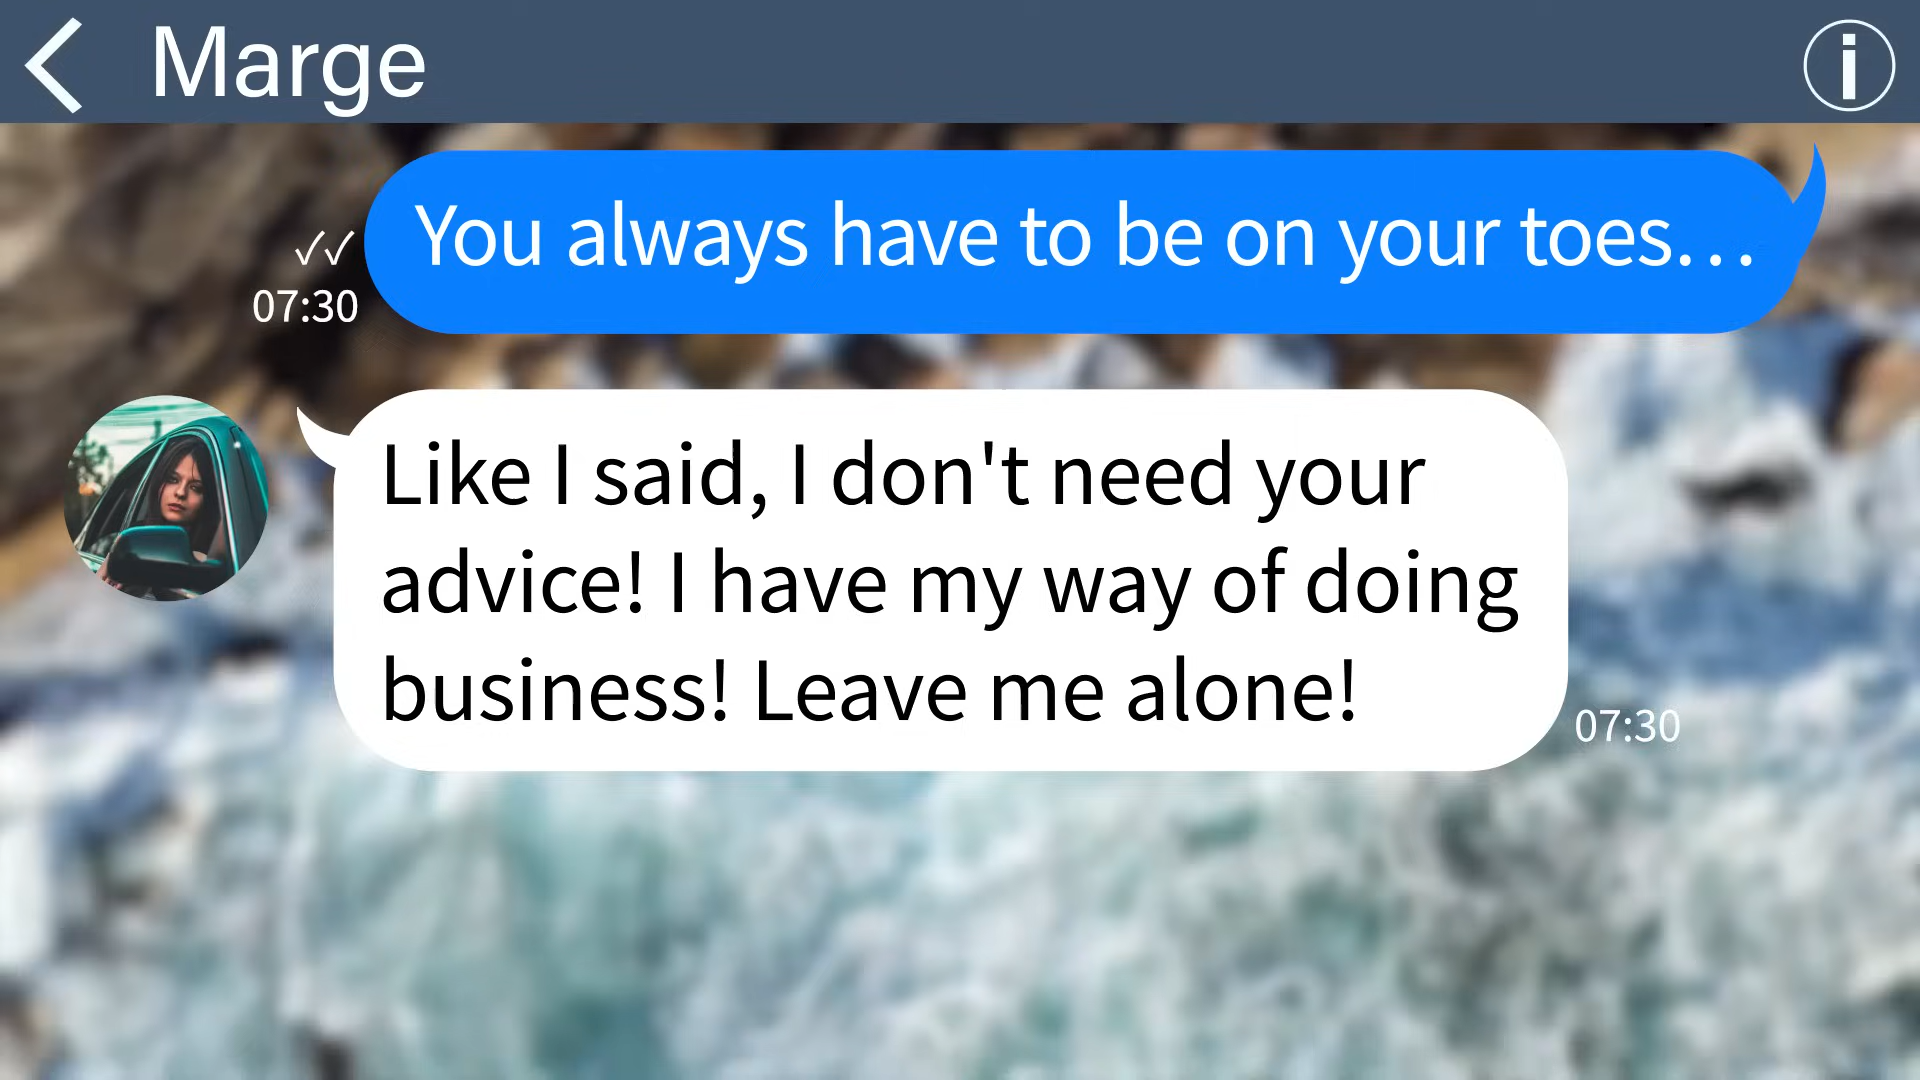 Marge
You always have to be on your toes…
✓✓
07:30
Like I said, I don't need your
advice! I have my way of doing
business! Leave me alone!
07:30